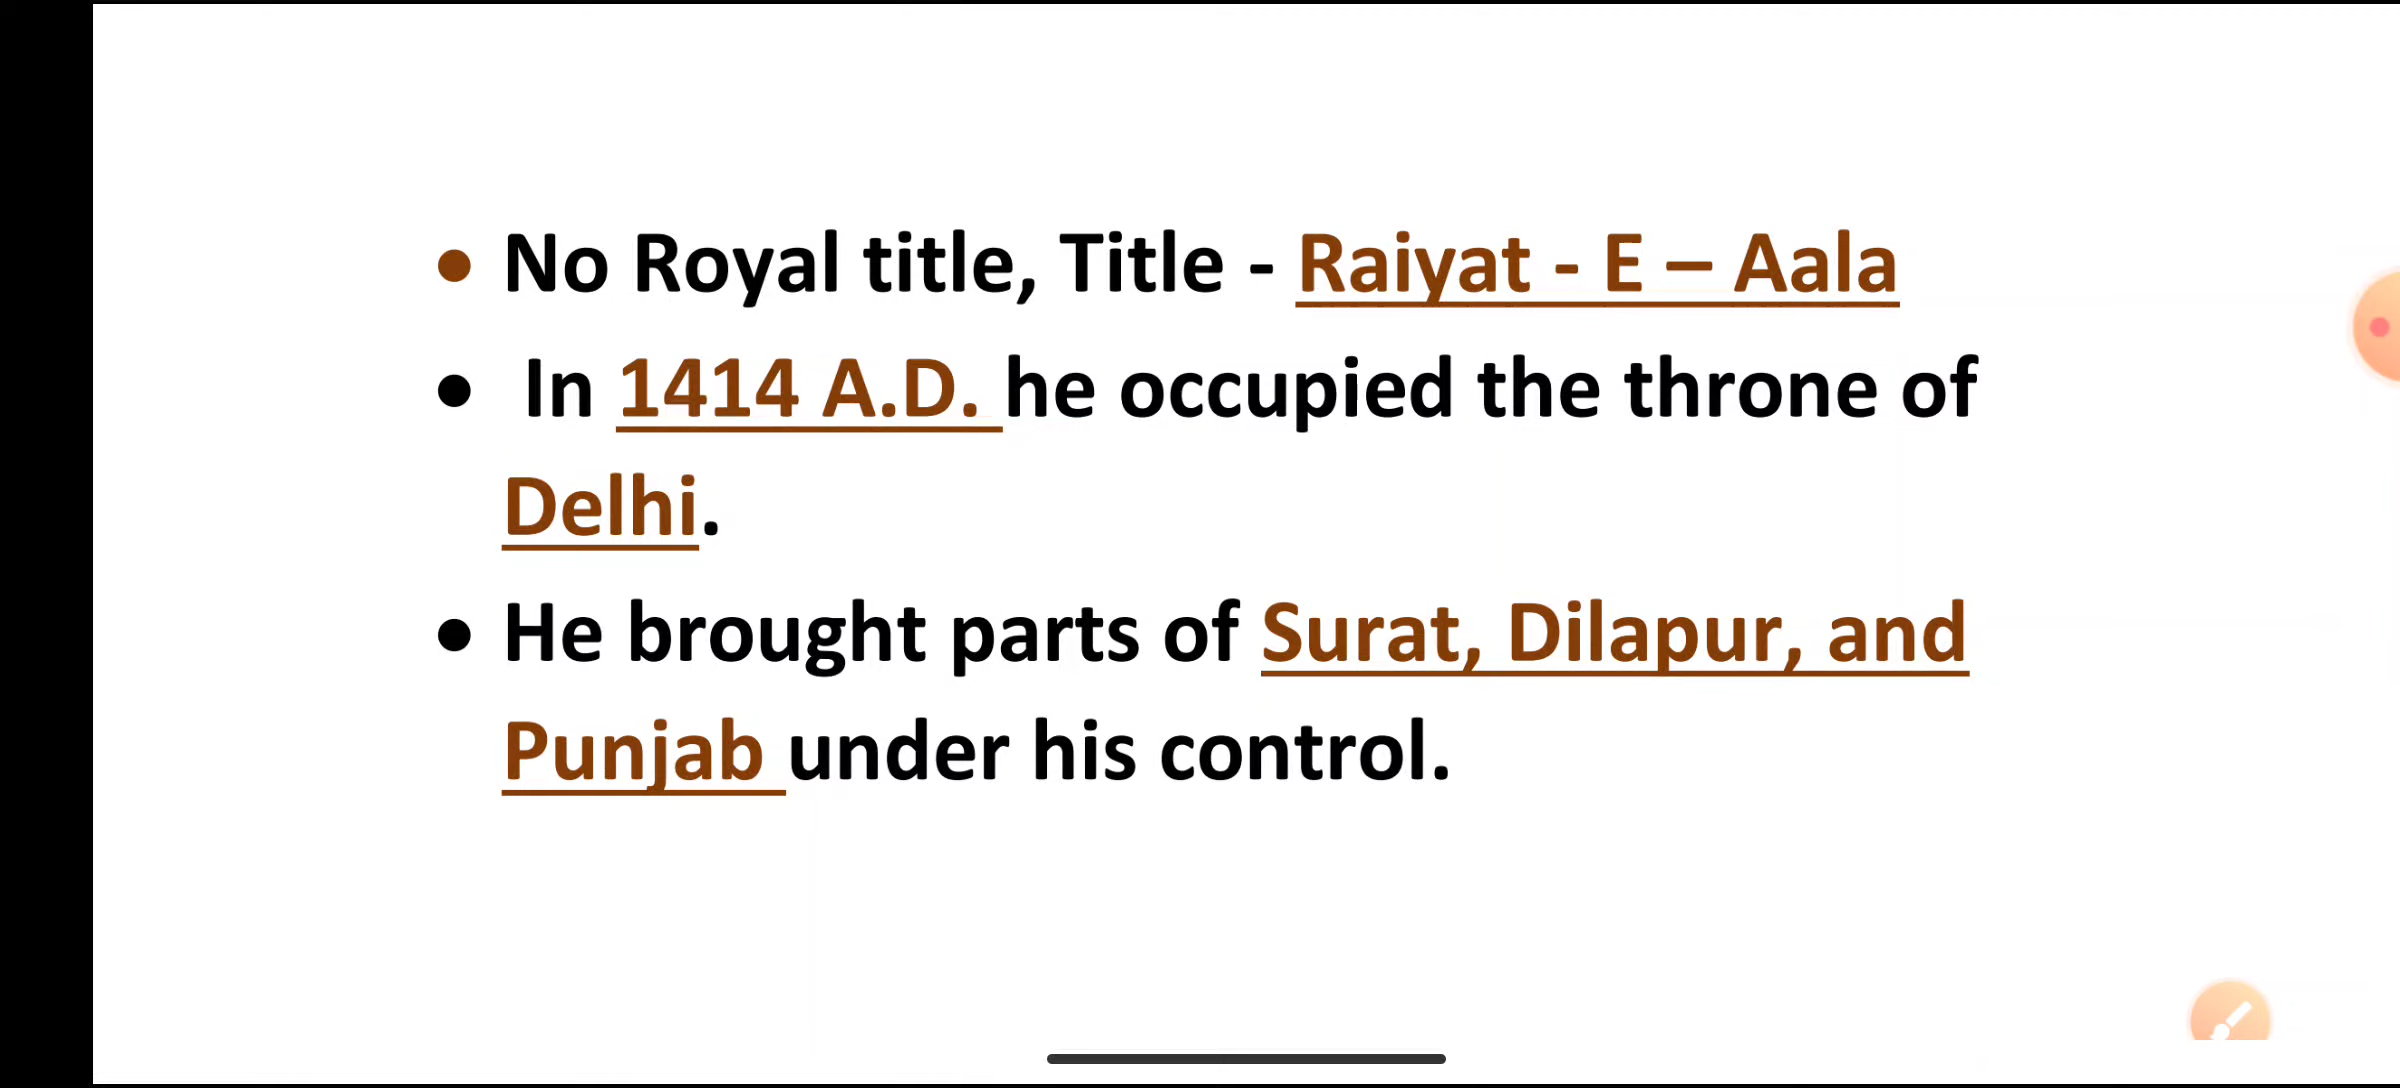 • No Royal title, Title - Raiyat - E – Aala
• In 1414 A.D. he occupied the throne of
Delhi.
• He brought parts of Surat, Dilapur, and
Punjab under his control.